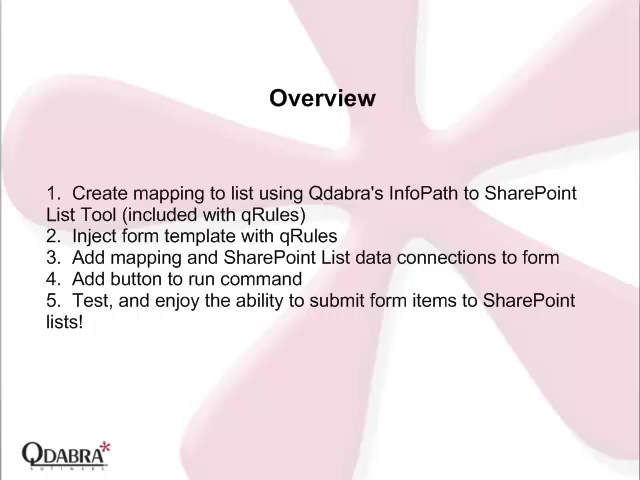 Overview
1. Create mapping to list using Qdabra's InfoPath to SharePoint
List Tool (included with qRules)
2. Inject form template with qRules
3. Add mapping and SharePoint List data connections to form
4. Add button to run command
5. Test, and enjoy the ability to submit form items to SharePoint
lists!
QDABRA*
SOFTWARE